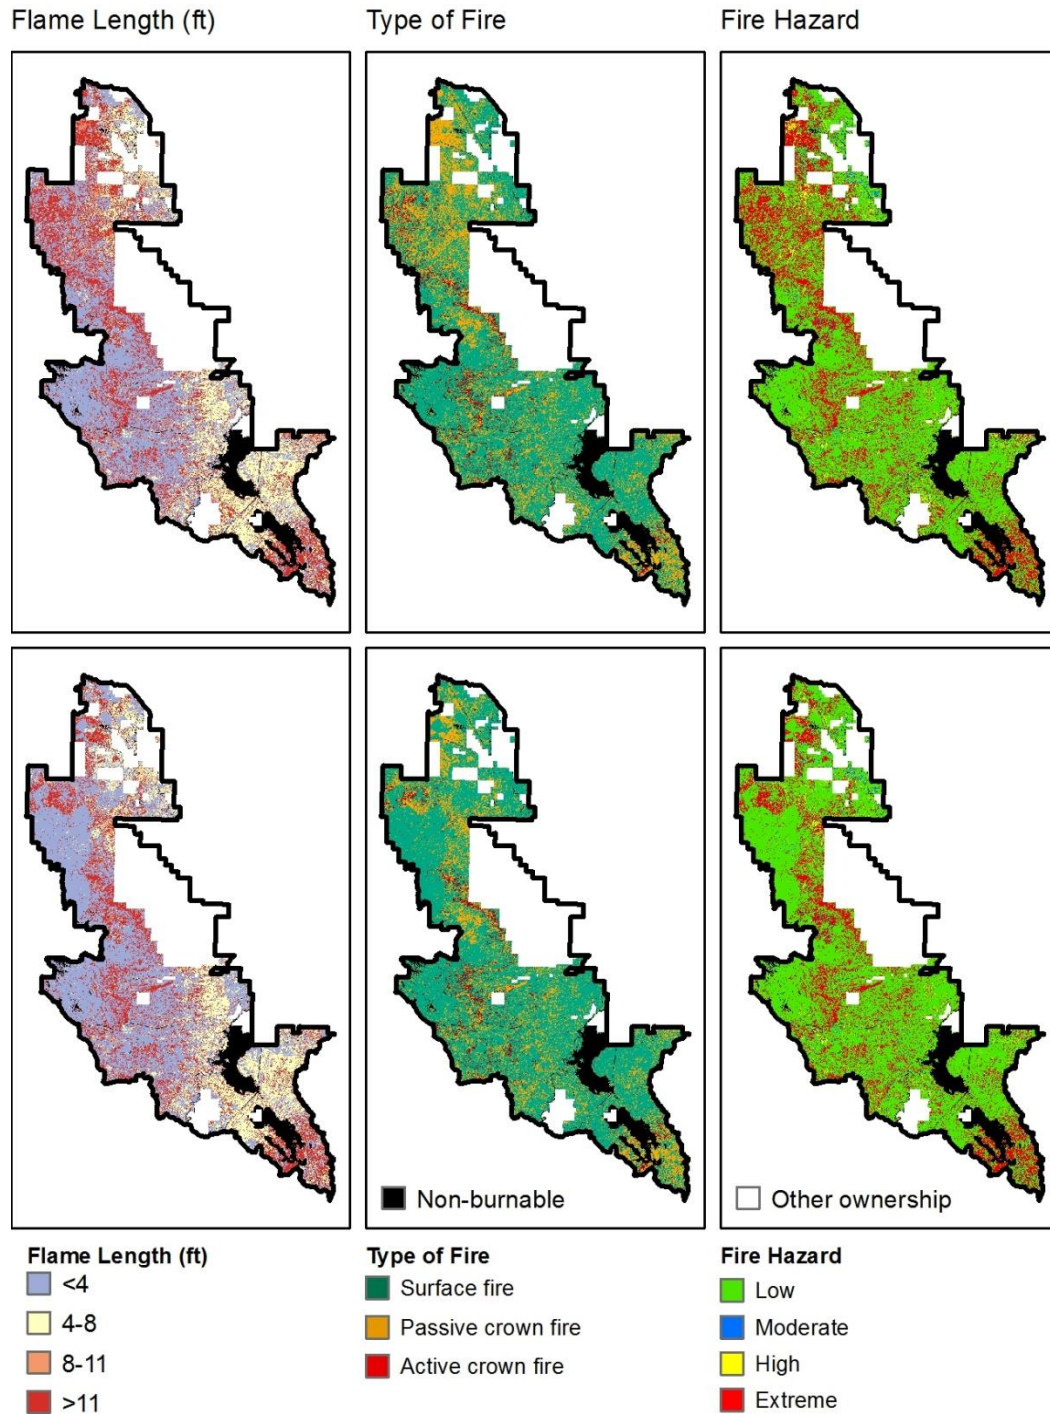 Flame Length (ft)
Type of Fire
Fire Hazard
Non-burnable
Other ownership
Flame Length (ft)
<4
4-8
8-11
>11
Type of Fire
Surface fire
Passive crown fire
Active crown fire
Fire Hazard
Low
Moderate
High
Extreme